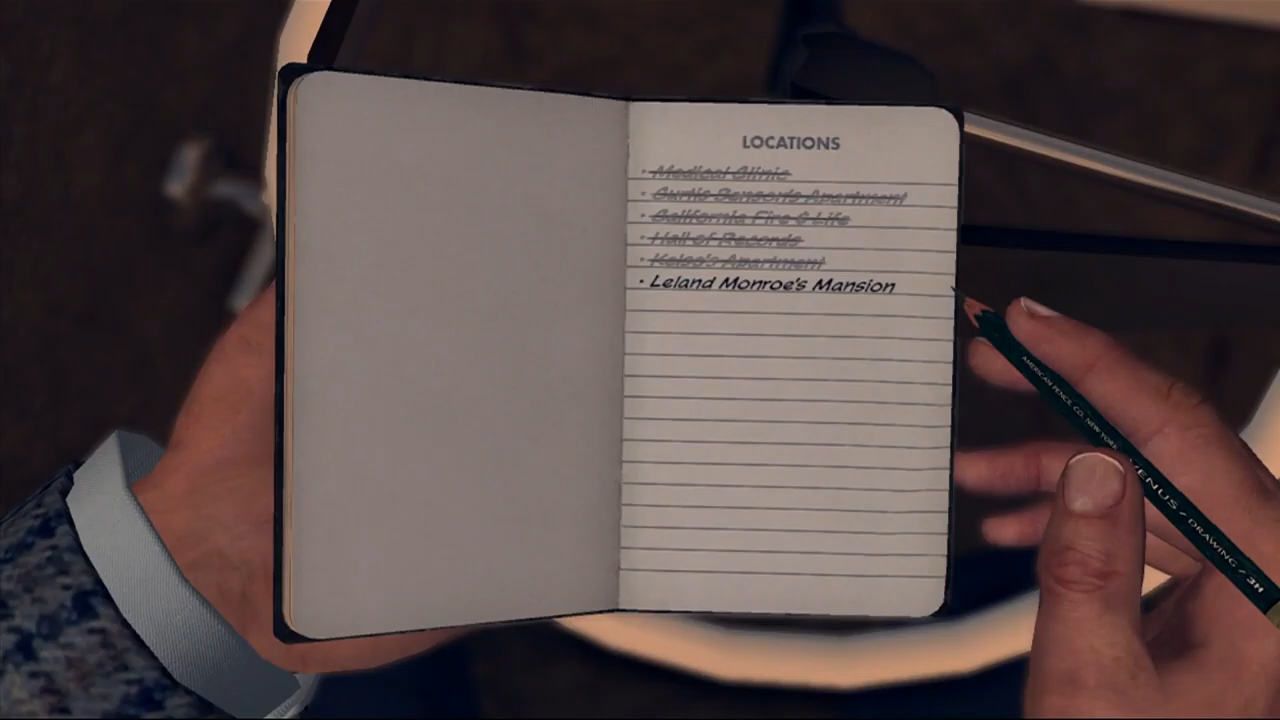 LOCATIONS
· Medical Clinic
· Curtis Benson's Apartment
· California Fire & Life
· Hall of Records
· Kelso's Apartment
· Leland Monroe's Mansion
AMERICAN PENCIL CO. NEW YORK
VENUS / DRAWING / 3H